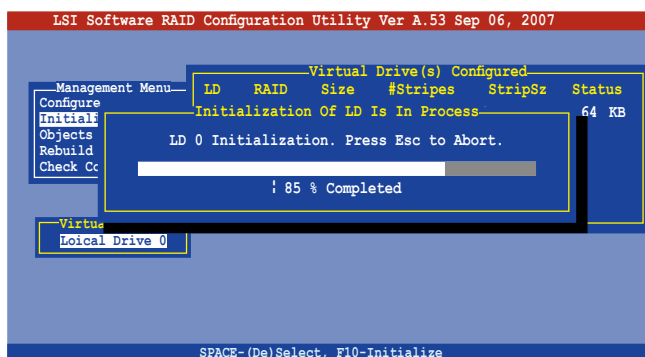 LSI Software RAID Configuration Utility Ver A.53 Sep 06, 2007
Virtual Drive(s) Configured
Management Menu
LD RAID Size #Stripes StripSz Status
Configure
Initiali
Objects
Rebuild
Check Co
Initialization Of LD Is In Process
64 KB
LD 0 Initialization. Press Esc to Abort.
¦ 85 % Completed
Virtua
Loical Drive 0
SPACE-(De)Select, F10-Initialize